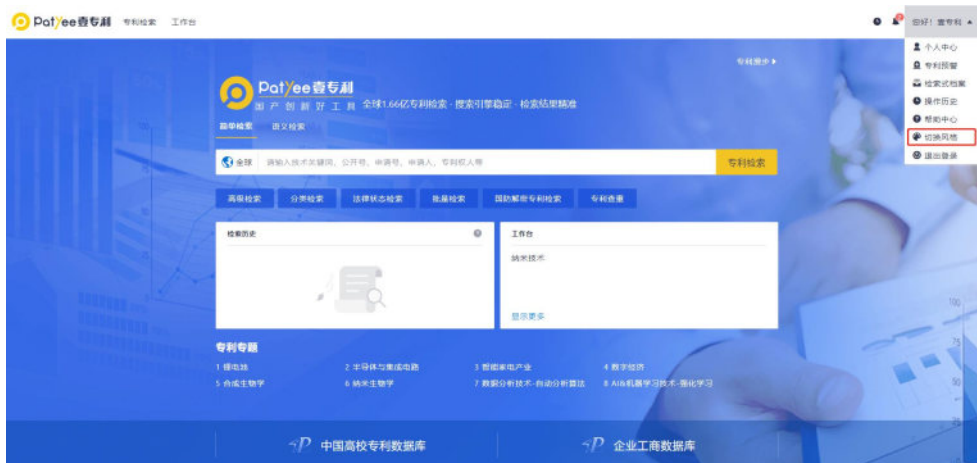 Patyee壹专利 专利检索 工作台
2
您好！壹专利
个人中心
专利预警
检索式档案
操作历史
帮助中心
切换风格
退出登录
专利漫步
Patyee壹专利
国产创新好工具 全球1.66亿专利检索·搜索引擎稳定·检索结果精准
简单检索 语义检索
全球 请输入技术关键词、公开号、申请号、申请人、专利权人等 专利检索
高级检索 分类检索 法律状态检索 批量检索 国防解密专利检索 专利查重
检索历史 工作台
纳米技术
显示更多
专利专题
1 锂电池 2 半导体与集成电路 3 智能家电产业 4 数字经济
5 合成生物学 6 纳米生物学 7 数据分析技术-自动分析算法 8 AI&机器学习技术-强化学习
中国高校专利数据库 企业工商数据库
100
75
50
25